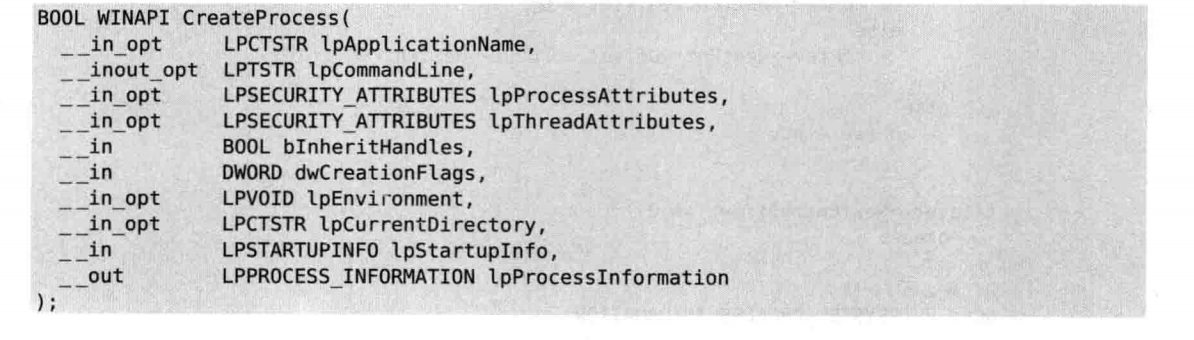 BOOL WINAPI CreateProcess(
__in_opt LPCTSTR lpApplicationName,
__inout_opt LPTSTR lpCommandLine,
__in_opt LPSECURITY_ATTRIBUTES lpProcessAttributes,
__in_opt LPSECURITY_ATTRIBUTES lpThreadAttributes,
__in BOOL bInheritHandles,
__in DWORD dwCreationFlags,
__in_opt LPVOID lpEnvironment,
__in_opt LPCTSTR lpCurrentDirectory,
__in LPSTARTUPINFO lpStartupInfo,
__out LPPROCESS_INFORMATION lpProcessInformation
);